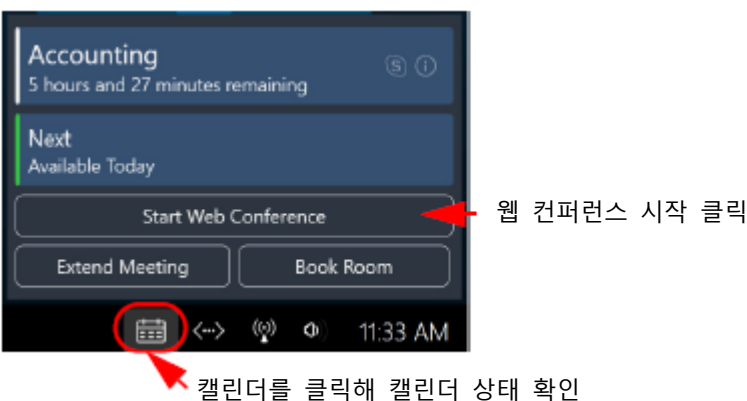 Accounting
5 hours and 27 minutes remaining
Next
Available Today
Start Web Conference
웹 컨퍼런스 시작 클릭
Extend Meeting
Book Room
11:33 AM
캘린더를 클릭해 캘린더 상태 확인